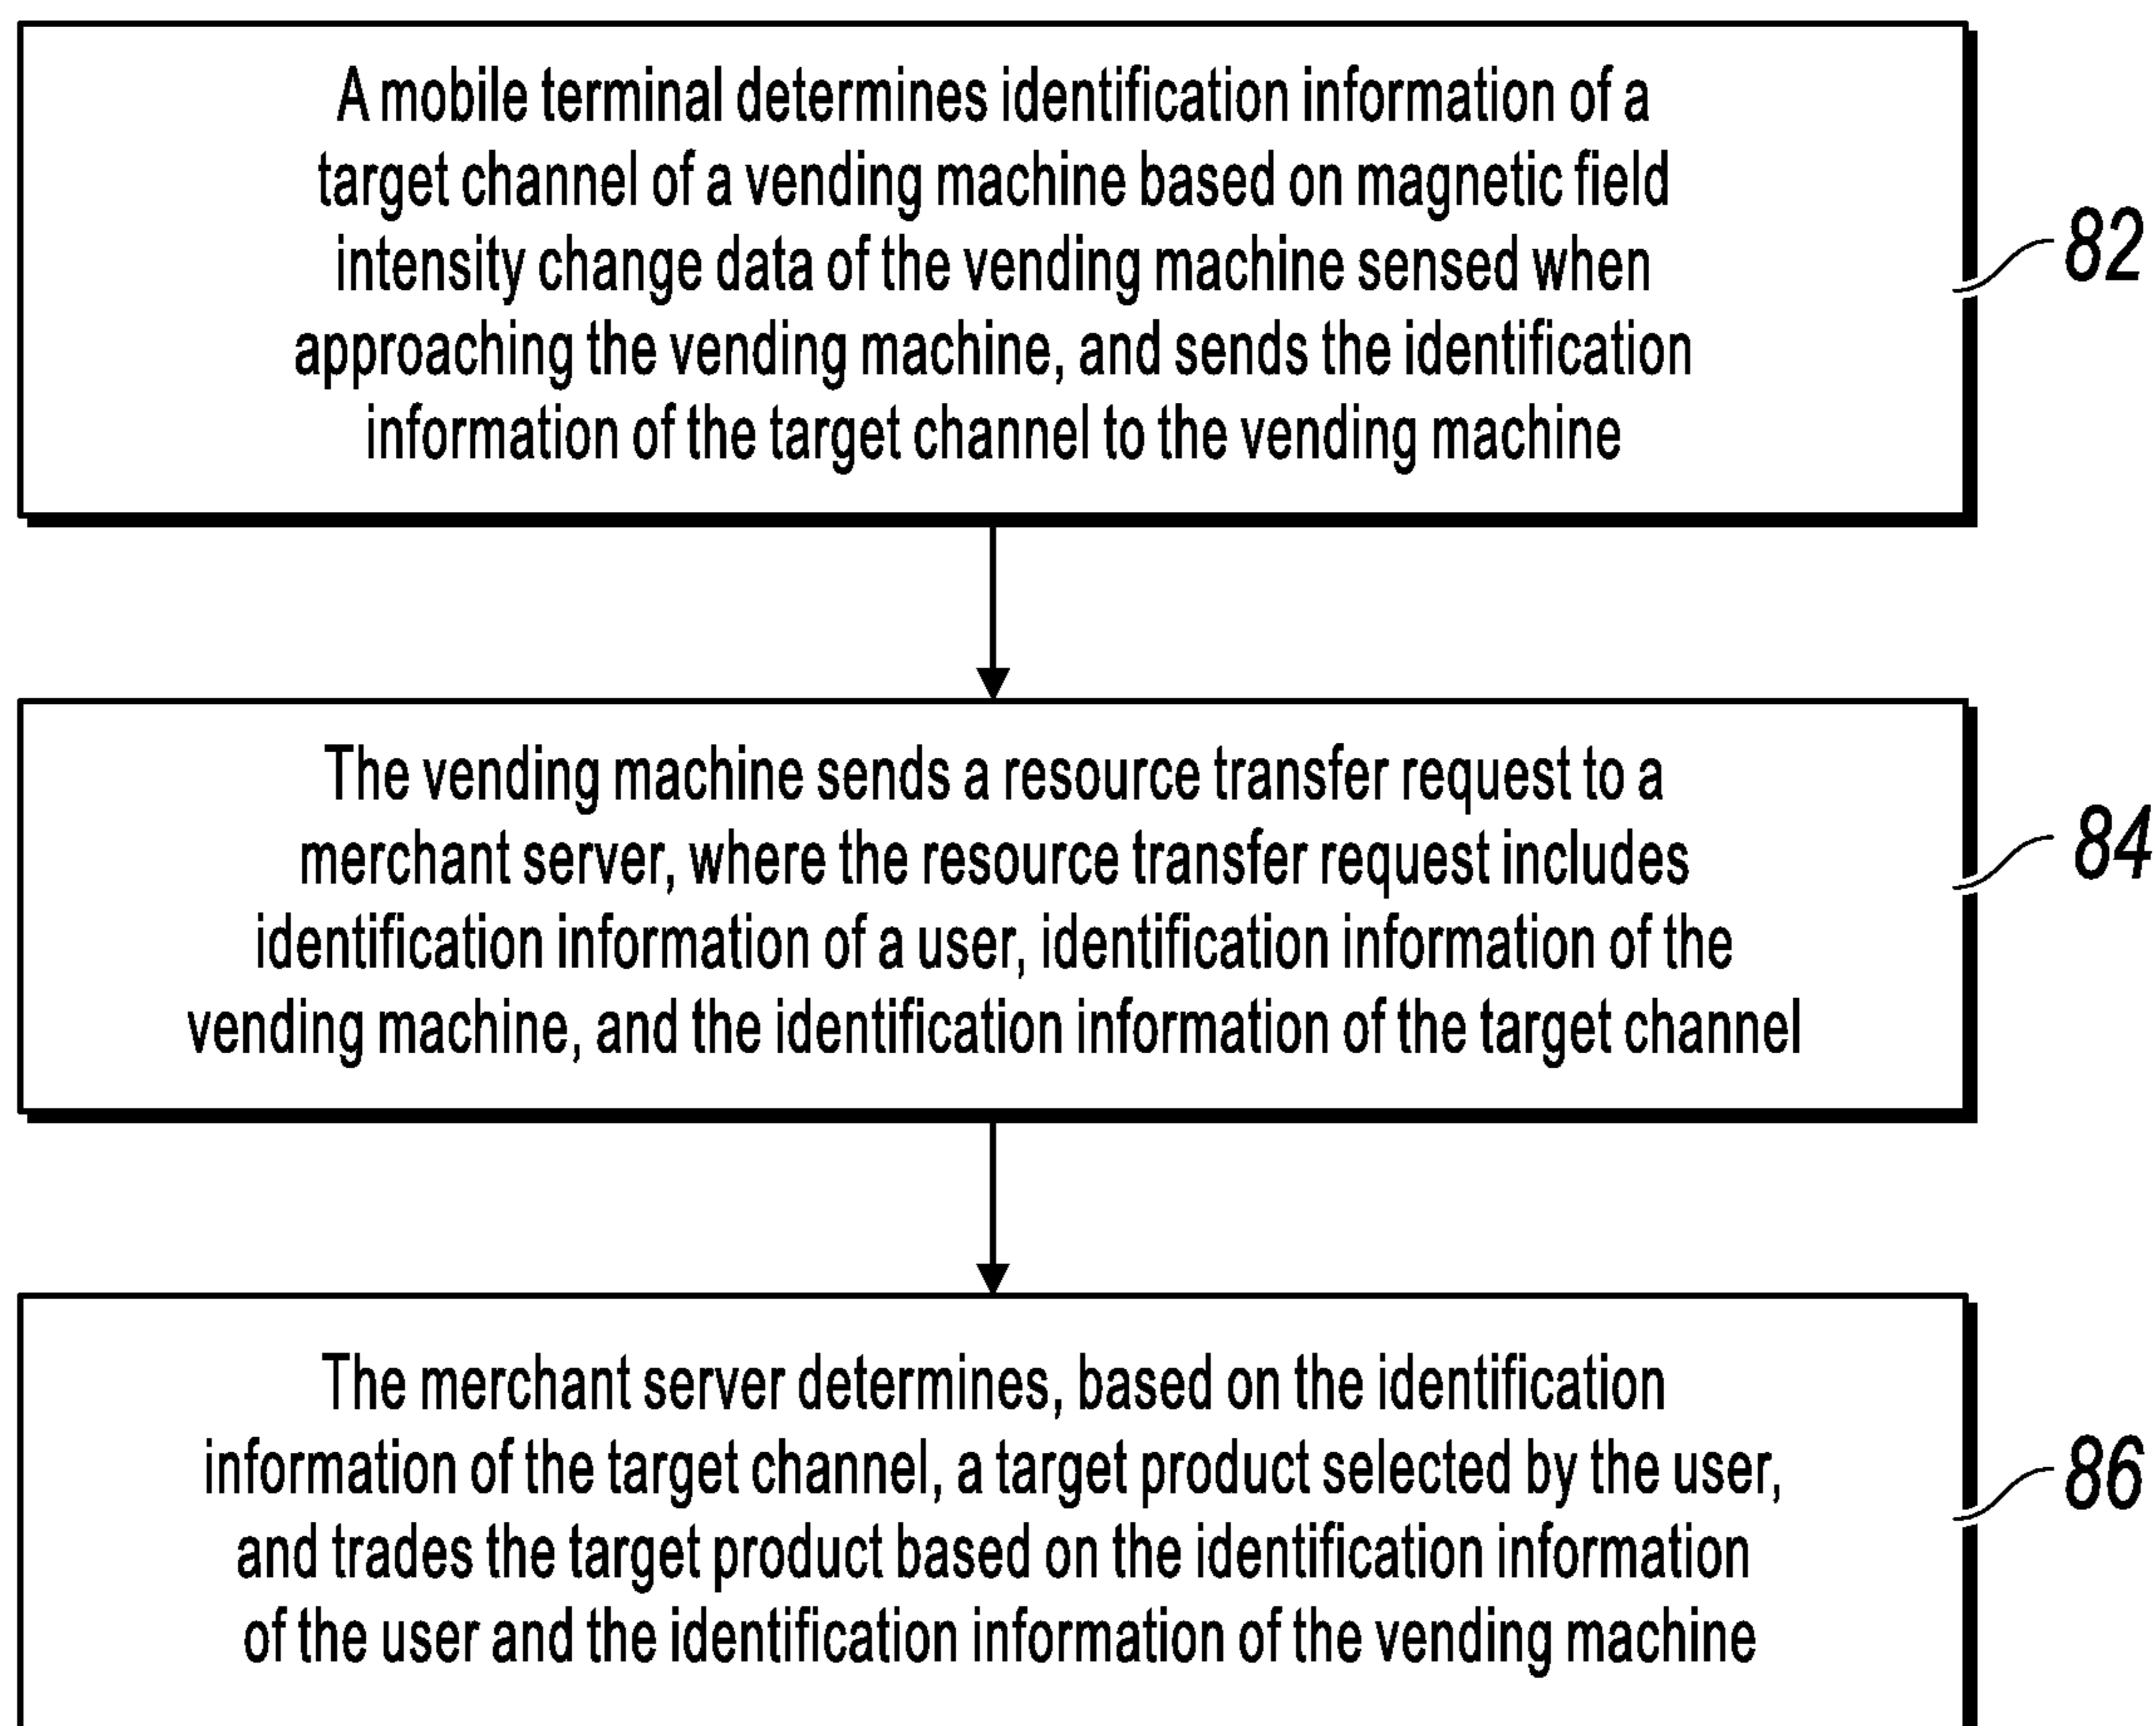 A mobile terminal determines identification information of a
target channel of a vending machine based on magnetic field
intensity change data of the vending machine sensed when
approaching the vending machine, and sends the identification
information of the target channel to the vending machine
82
The vending machine sends a resource transfer request to a
merchant server, where the resource transfer request includes
identification information of a user, identification information of the
vending machine, and the identification information of the target channel
84
The merchant server determines, based on the identification
information of the target channel, a target product selected by the user,
and trades the target product based on the identification information
of the user and the identification information of the vending machine
86